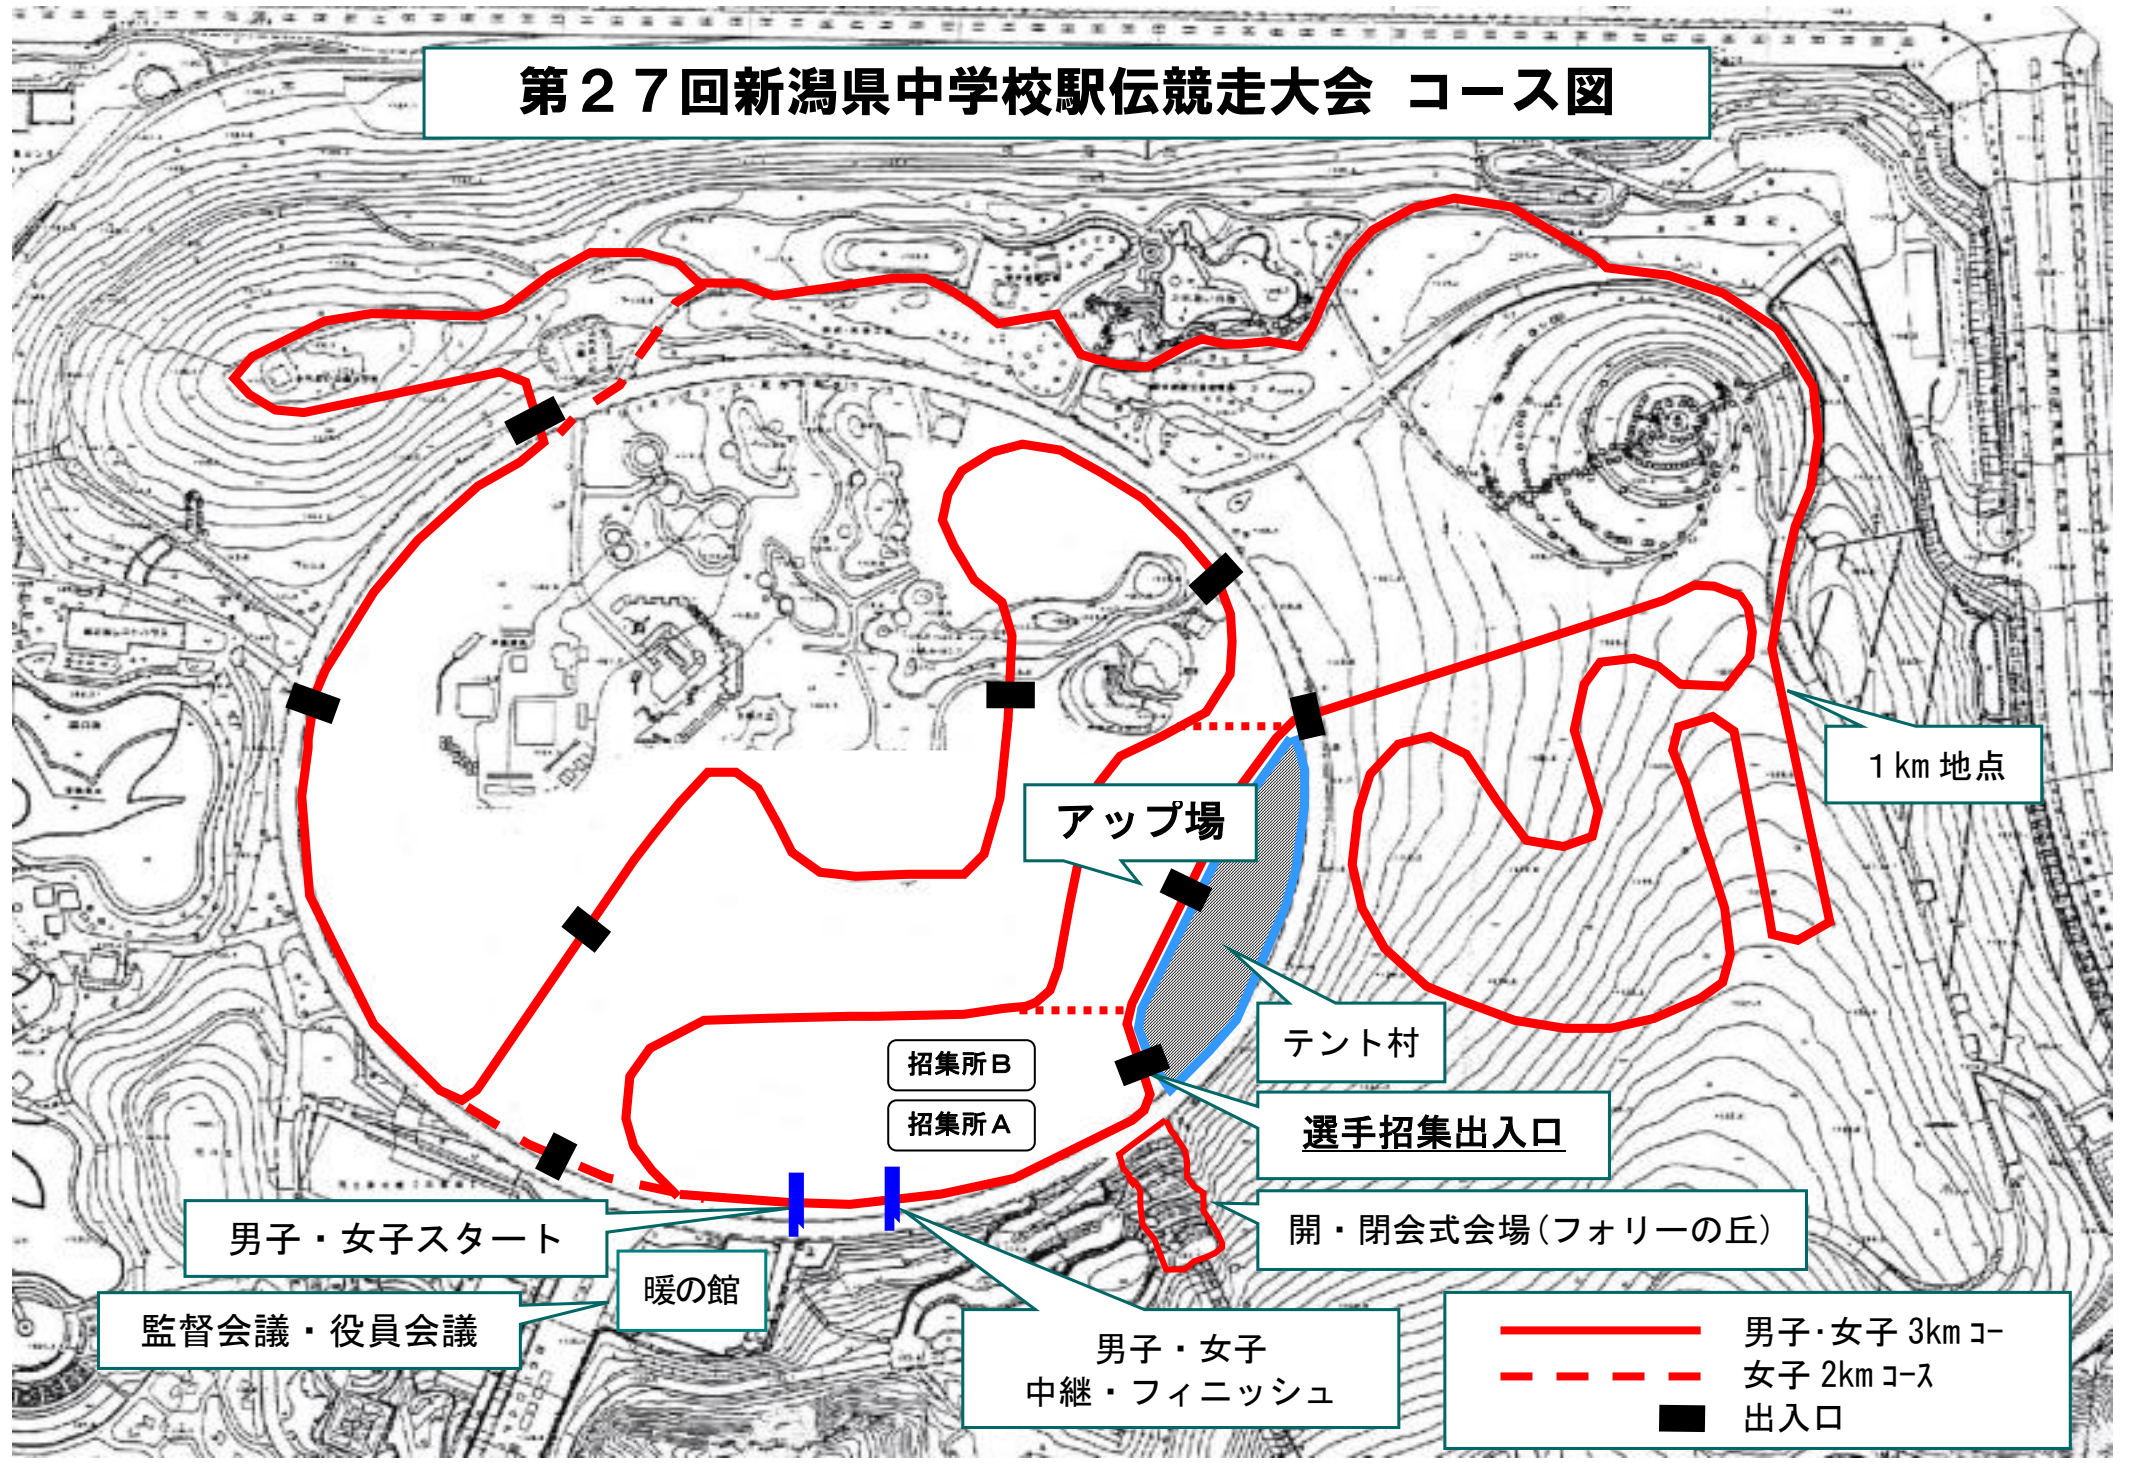 第２７回新潟県中学校駅伝競走大会 コース図
１km 地点
アップ場
テント村
招集所Ｂ
招集所Ａ
選手招集出入口
開・閉会式会場（フォリーの丘）
男子・女子スタート
暖の館
監督会議・役員会議
男子・女子
中継・フィニッシュ
男子･女子 3km ｺｰ
女子 2km ｺｰｽ
出入口